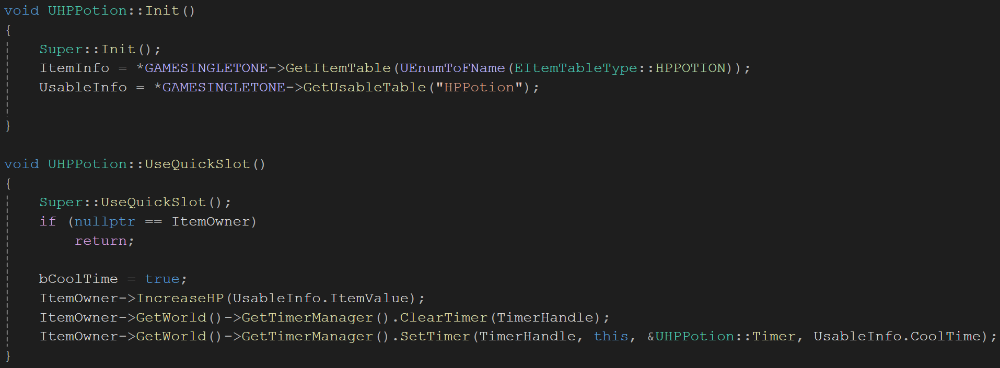 void UHPPotion::Init()
{
    Super::Init();
    ItemInfo = *GAMESINGLETONE->GetItemTable(UEnumToFName(EItemTableType::HPPOTION));
    UsableInfo = *GAMESINGLETONE->GetUsableTable("HPPotion");
}
void UHPPotion::UseQuickSlot()
{
    Super::UseQuickSlot();
    if (nullptr == ItemOwner)
        return;
    bCoolTime = true;
    ItemOwner->IncreaseHP(UsableInfo.ItemValue);
    ItemOwner->GetWorld()->GetTimerManager().ClearTimer(TimerHandle);
    ItemOwner->GetWorld()->GetTimerManager().SetTimer(TimerHandle, this, &UHPPotion::Timer, UsableInfo.CoolTime);
}